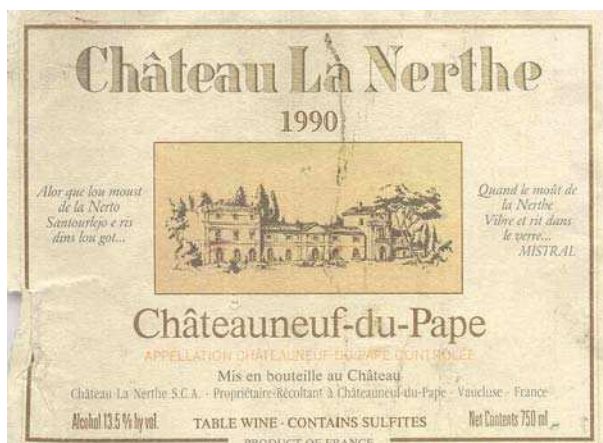 Château La Nerthe
1990
Alor que lou moust
de la Nerto
Santourlejo e ris
dins lou got...
Quand le moût de
la Nerthe
Vibre et rit dans
le verre...
MISTRAL
Châteauneuf-du-Pape
APPELLATION CHÂTEAUNEUF-DU-PAPE CONTRÔLÉE
Mis en bouteille au Château
Château La Nerthe S.C.A. - Propriétaire-Récoltant à Châteauneuf-du-Pape - Vaucluse - France
Alcohol 13.5 % by vol. TABLE WINE - CONTAINS SULFITES Net Contents 750 ml
PRODUCT OF FRANCE